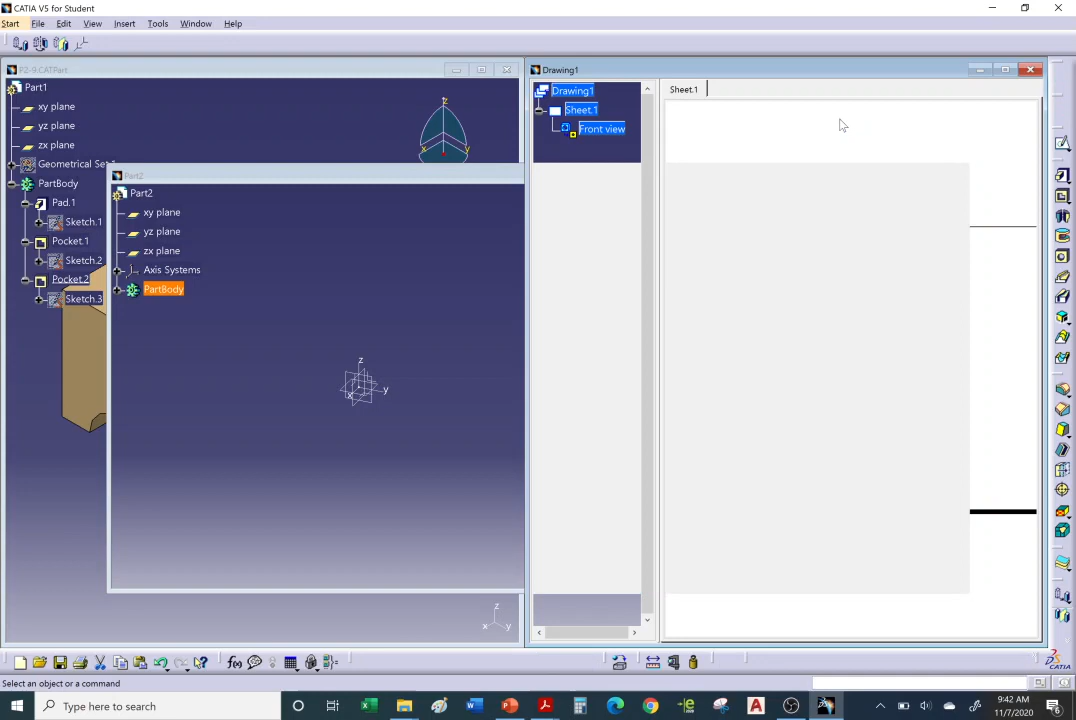 CATIA V5 for Student
Start File Edit View Insert Tools Window Help
PZ-9.CATPart
Part1
xy plane
yz plane
zx plane
Geometrical Set.1
PartBody
Pad.1
Sketch.1
Pocket.1
Sketch.2
Pocket.2
Sketch.3
z
x y
Part2
Part2
xy plane
yz plane
zx plane
Axis Systems
PartBody
z
y
x
z
x y
Drawing1
Drawing1
Sheet.1
Front view
Sheet.1
Select an object or a command
CATIA
Type here to search
9:42 AM
11/7/2020